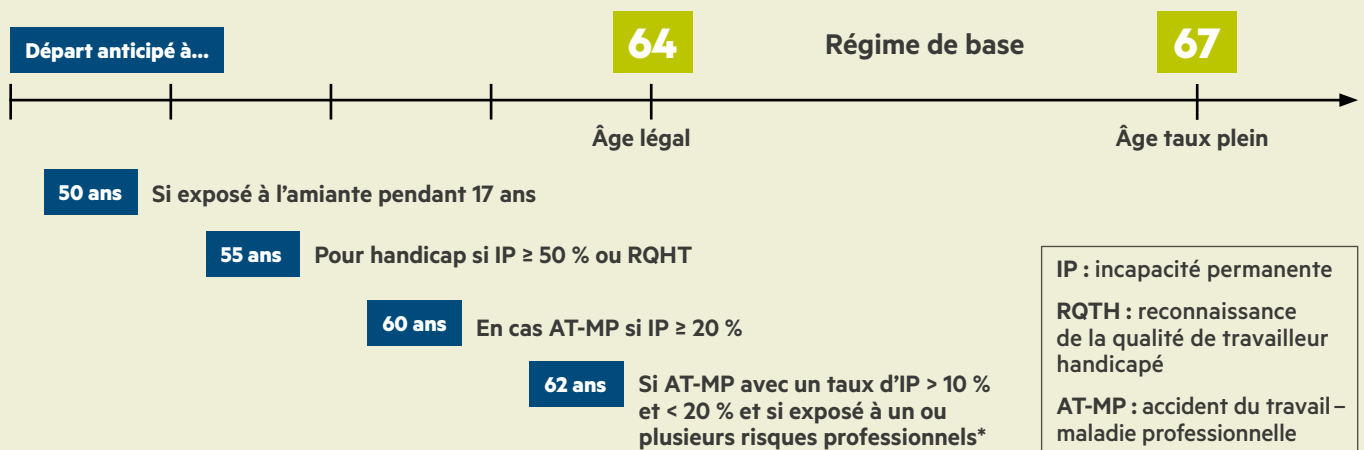 Départ anticipé à...
64
Régime de base
67
Âge légal
Âge taux plein
50 ans
Si exposé à l’amiante pendant 17 ans
55 ans
Pour handicap si IP ≥ 50 % ou RQHT
60 ans
En cas AT-MP si IP ≥ 20 %
62 ans
Si AT-MP avec un taux d’IP > 10 %
et < 20 % et si exposé à un ou
plusieurs risques professionnels*
IP : incapacité permanente
RQTH : reconnaissance
de la qualité de travailleur
handicapé
AT-MP : accident du travail –
maladie professionnelle